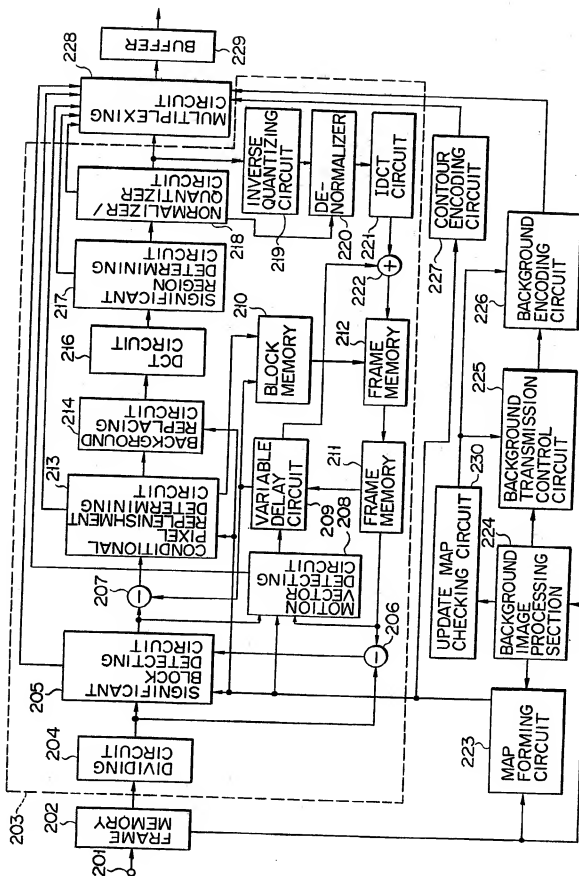 201
FRAME
MEMORY
202
203
DIVIDING
CIRCUIT
204
SIGNIFICANT
BLOCK
DETECTING
CIRCUIT
205
206
207
CONDITIONAL
PIXEL
REPLENISHMENT
DETERMINING
CIRCUIT
213
BACKGROUND
REPLACING
CIRCUIT
214
DCT
CIRCUIT
216
SIGNIFICANT
REGION
DETERMINING
CIRCUIT
217
NORMALIZER/
QUANTIZER
CIRCUIT
218
MULTIPLEXING
CIRCUIT
228
BUFFER
229
MOTION
VECTOR
DETECTING
CIRCUIT
208
VARIABLE
DELAY
CIRCUIT
209
BLOCK
MEMORY
210
FRAME
MEMORY
211
FRAME
MEMORY
212
INVERSE
QUANTIZING
CIRCUIT
219
DE-
NORMALIZER
220
IDCT
CIRCUIT
221
222
MAP
FORMING
CIRCUIT
223
BACKGROUND
IMAGE
PROCESSING
SECTION
224
UPDATE MAP
CHECKING CIRCUIT
230
BACKGROUND
TRANSMISSION
CONTROL
CIRCUIT
225
BACKGROUND
ENCODING
CIRCUIT
226
CONTOUR
ENCODING
CIRCUIT
227